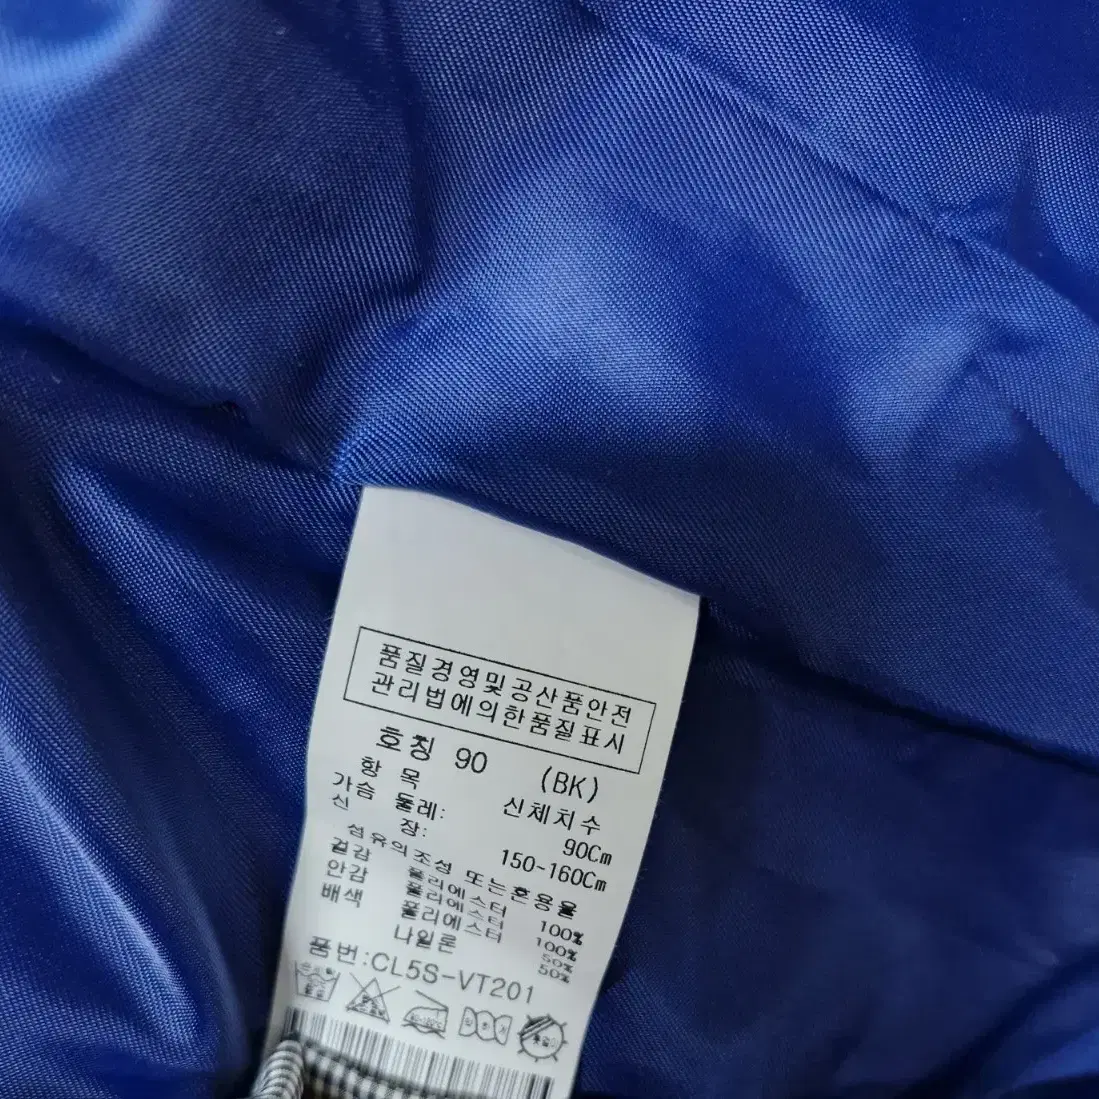 품질경영및공산품안전
관리법에의한품질표시
호칭 90 (BK)
항 목 신체치수
가슴 둘레: 90Cm
신 장: 150-160Cm
섬유의조성 또는혼용율
겉감 폴리에스터 100%
안감 폴리에스터 100%
배색 폴리에스터 50%
나일론 50%
품번:CL5S-VT201